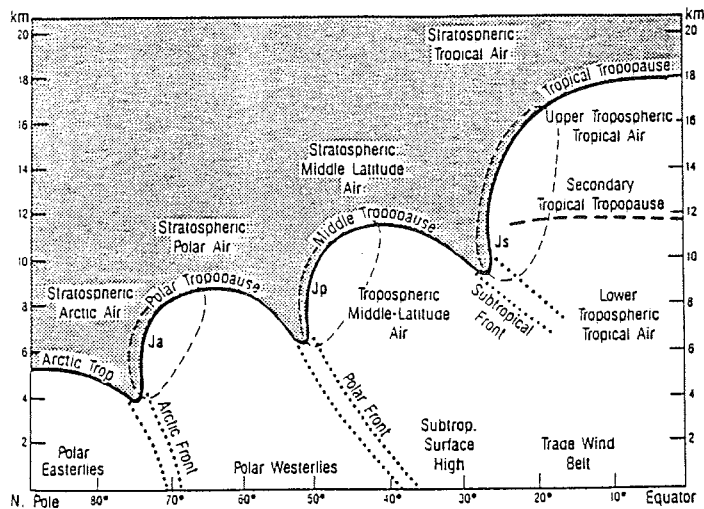 km
km
20
18
16
14
12
10
8
6
4
2
20
18
16
14
12
10
8
6
4
2
Stratospheric
Tropical Air
Tropical Tropopause
Upper Tropospheric
Tropical Air
Stratospheric
Middle Latitude
Air
Secondary
Tropical Tropopause
Middle Tropopause
Stratospheric
Polar Air
Js
Polar Tropopause
Stratospheric
Arctic Air
Jp
Tropospheric
Middle-Latitude
Air
Subtropical
Front
Lower
Tropospheric
Tropical Air
Ja
Arctic Trop
Arctic Front
Polar Front
Polar
Easterlies
Polar Westerlies
Subtrop.
Surface
High
Trade Wind
Belt
N. Pole
80°
70°
60°
50°
40°
30°
20°
10°
Equator